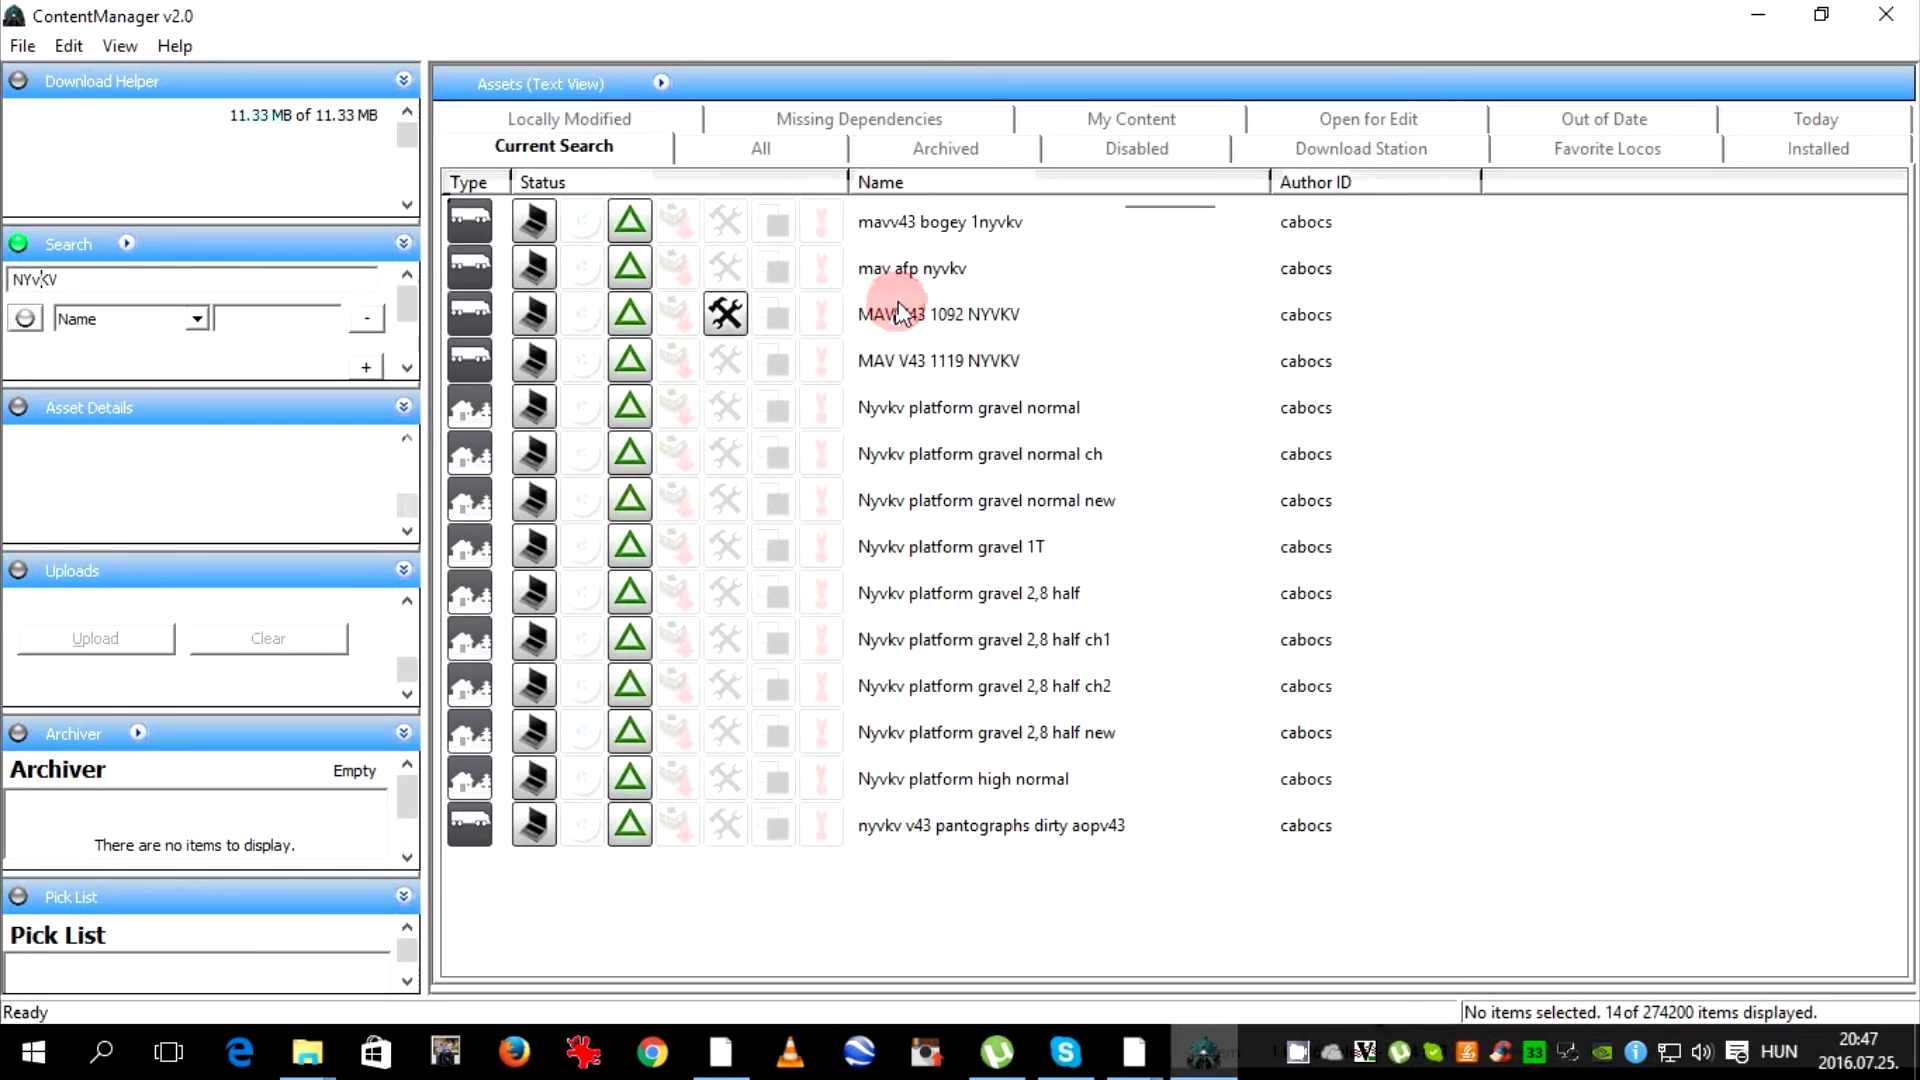 ContentManager v2.0
File Edit View Help
Download Helper
11.33 MB of 11.33 MB
Search
NYvKV
Name
-
+
Asset Details
Uploads
Upload Clear
Archiver
Archiver Empty
There are no items to display.
Pick List
Pick List
Assets (Text View)
Locally Modified Missing Dependencies My Content Open for Edit Out of Date Today
Current Search All Archived Disabled Download Station Favorite Locos Installed
Type Status Name Author ID
mavv43 bogey 1nyvkv cabocs
mav afp nyvkv cabocs
MAV V43 1092 NYVKV cabocs
MAV V43 1119 NYVKV cabocs
Nyvkv platform gravel normal cabocs
Nyvkv platform gravel normal ch cabocs
Nyvkv platform gravel normal new cabocs
Nyvkv platform gravel 1T cabocs
Nyvkv platform gravel 2,8 half cabocs
Nyvkv platform gravel 2,8 half ch1 cabocs
Nyvkv platform gravel 2,8 half ch2 cabocs
Nyvkv platform gravel 2,8 half new cabocs
Nyvkv platform high normal cabocs
nyvkv v43 pantographs dirty aopv43 cabocs
Ready
No items selected. 14 of 274200 items displayed.
33
HUN
20:47
2016.07.25.